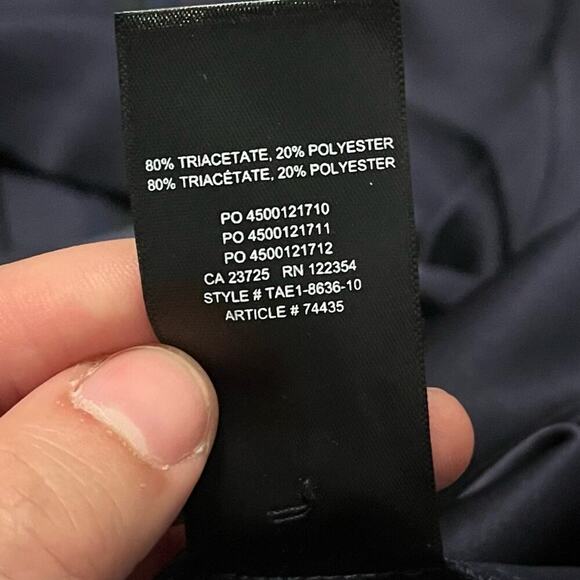 80% TRIACETATE, 20% POLYESTER
80% TRIACÉTATE, 20% POLYESTER
PO 4500121710
PO 4500121711
PO 4500121712
CA 23725 RN 122354
STYLE # TAE1-8636-10
ARTICLE # 74435